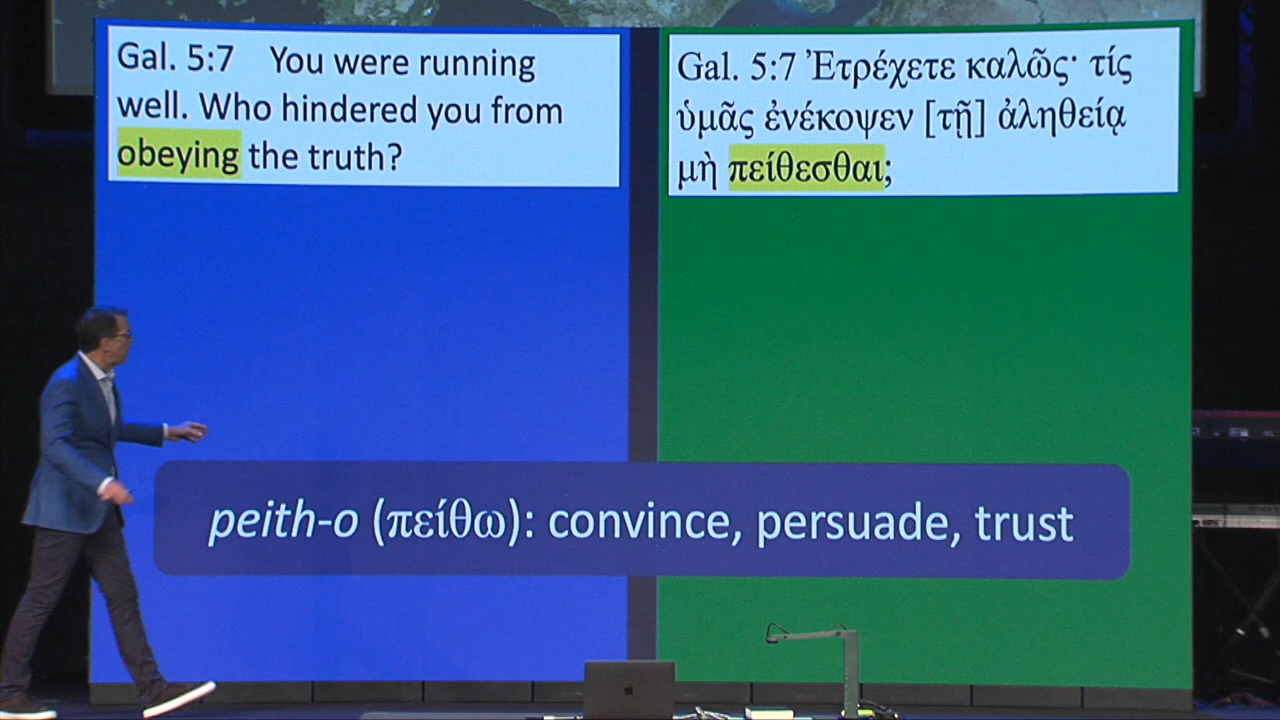 Gal. 5:7 You were running
well. Who hindered you from
obeying the truth?
Gal. 5:7 Ἐτρέχετε καλῶς· τίς
ὑμᾶς ἐνέκοψεν [τῇ] ἀληθείᾳ
μὴ πείθεσθαι;
peith-o (πείθω): convince, persuade, trust